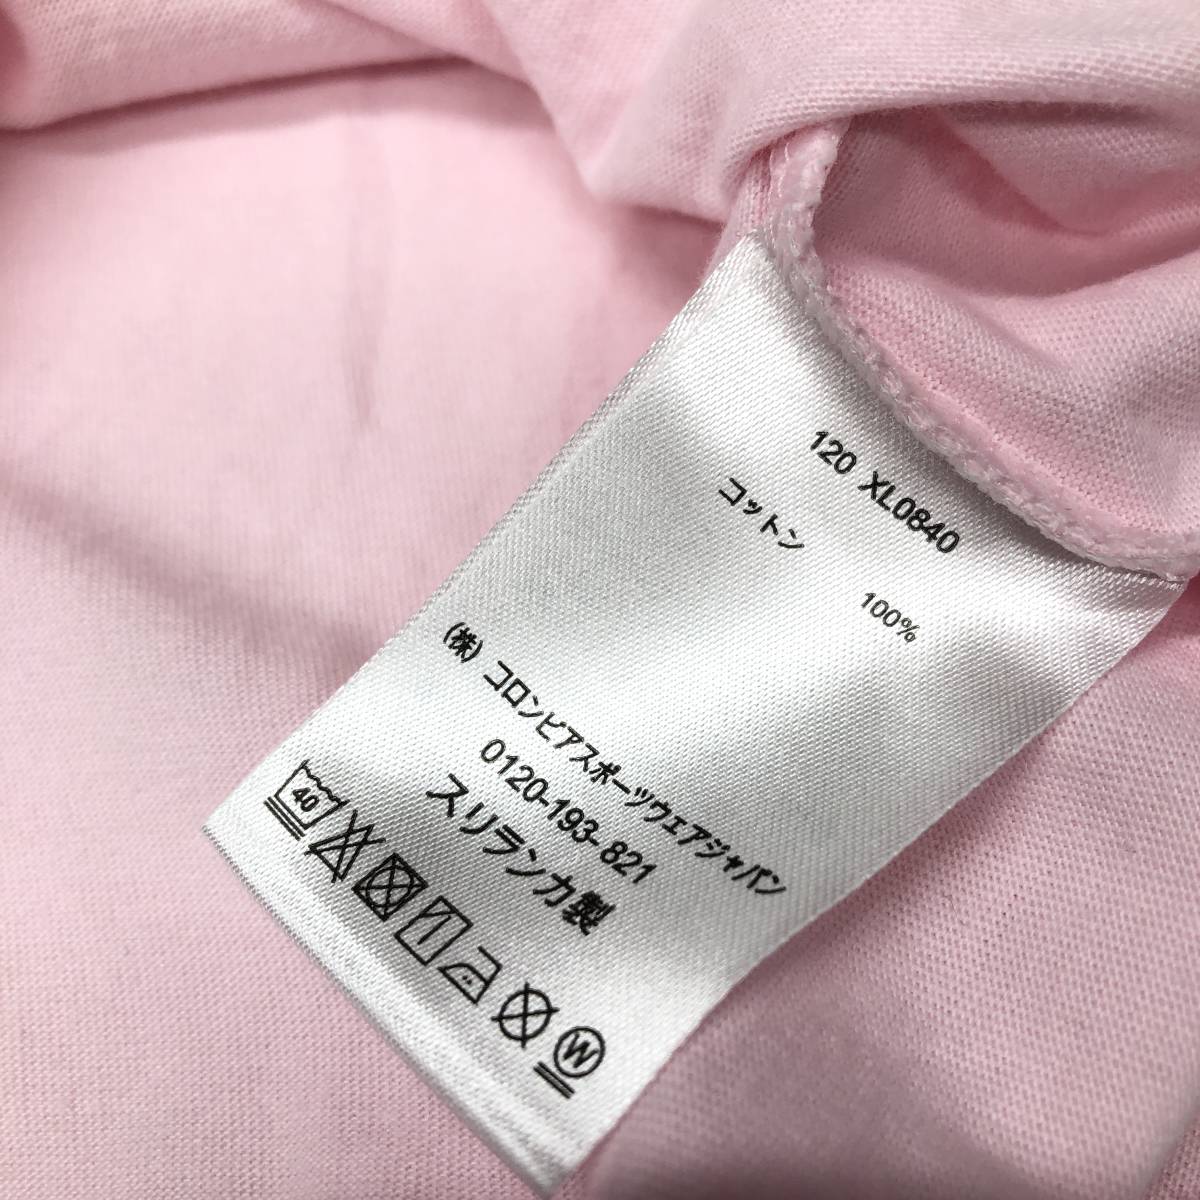 120 XL0840
コットン 100%
(株) コロンビアスポーツウェアジャパン
0120-193-821
スリランカ製
40
W